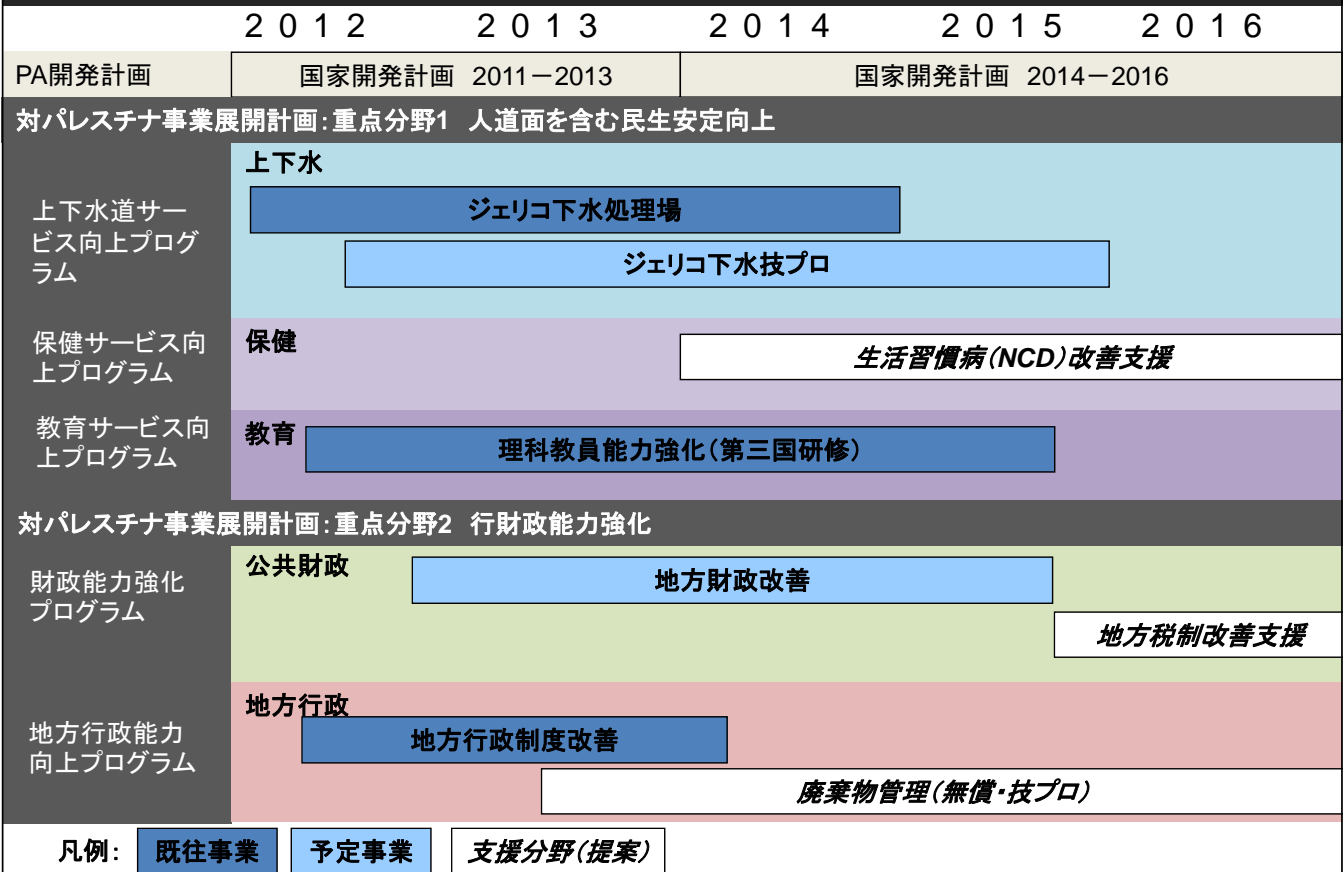 2012 2013 2014 2015 2016
PA開発計画 国家開発計画 2011－2013 国家開発計画 2014－2016
対パレスチナ事業展開計画：重点分野1 人道面を含む民生安定向上
上下水道サー
ビス向上プログ
ラム
上下水
ジェリコ下水処理場
ジェリコ下水技プロ
保健サービス向
上プログラム
保健
生活習慣病（NCD）改善支援
教育サービス向
上プログラム
教育
理科教員能力強化（第三国研修）
対パレスチナ事業展開計画：重点分野2 行財政能力強化
財政能力強化
プログラム
公共財政
地方財政改善
地方税制改善支援
地方行政能力
向上プログラム
地方行政
地方行政制度改善
廃棄物管理（無償・技プロ）
凡例： 既往事業 予定事業 支援分野（提案）